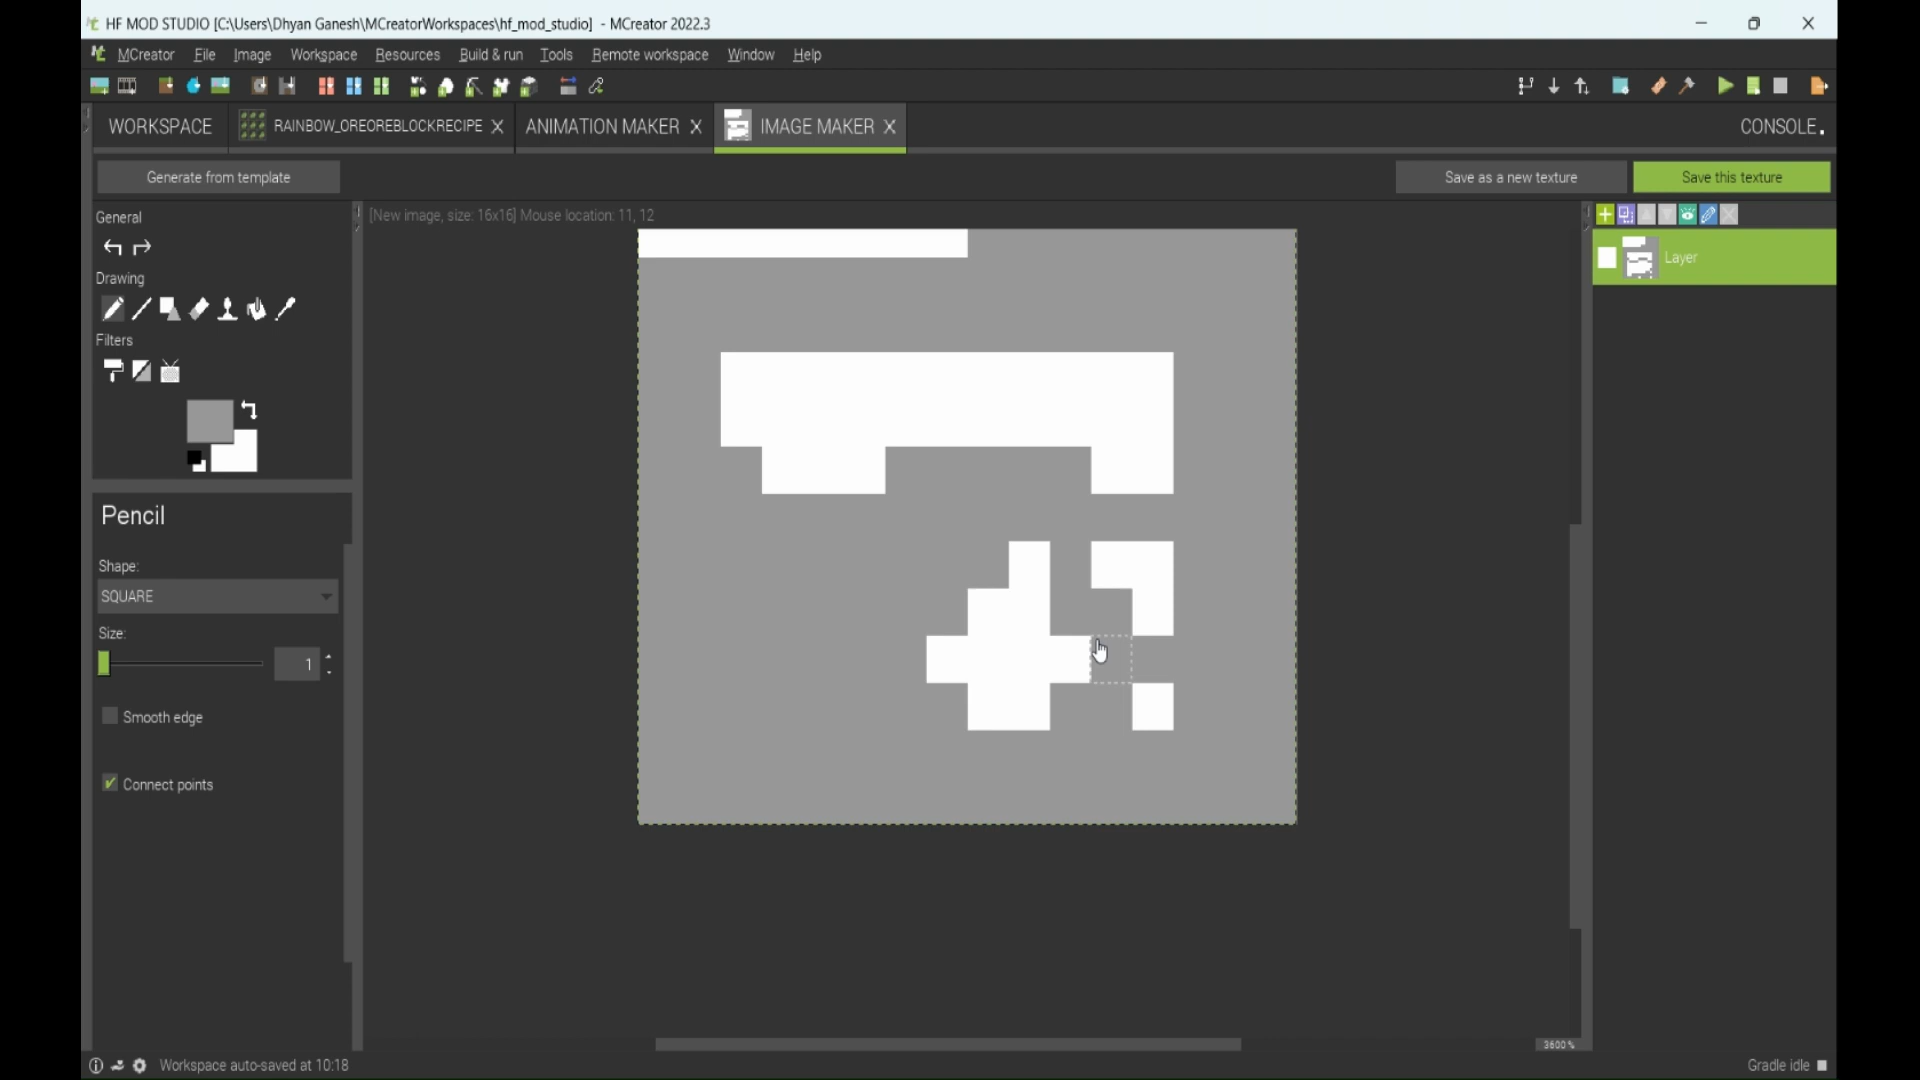 HF MOD STUDIO [C:\Users\Dhyan Ganesh\MCreatorWorkspaces\hf_mod_studio] - MCreator 2022.3
MCreator File Image Workspace Resources Build & run Tools Remote workspace Window Help
WORKSPACE RAINBOW_OREOREBLOCKRECIPE ANIMATION MAKER IMAGE MAKER CONSOLE
Generate from template Save as a new texture Save this texture
General
[New image, size: 16x16] Mouse location: 11, 12
Drawing
Layer
Filters
Pencil
Shape:
SQUARE
Size:
1
Smooth edge
Connect points
3600 %
Workspace auto-saved at 10:18
Gradle idle